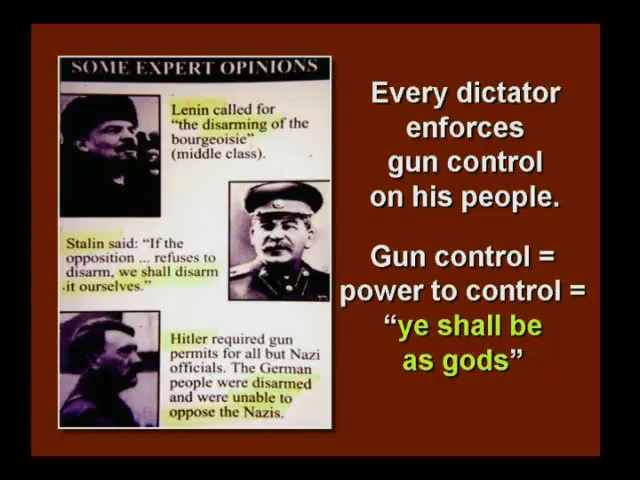 SOME EXPERT OPINIONS
Lenin called for
"the disarming of the
bourgeoisie"
(middle class).
Stalin said: "If the
opposition ... refuses to
disarm, we shall disarm
it ourselves."
Hitler required gun
permits for all but Nazi
officials. The German
people were disarmed
and were unable to
oppose the Nazis.
Every dictator
enforces
gun control
on his people.
Gun control =
power to control =
“ye shall be
as gods”